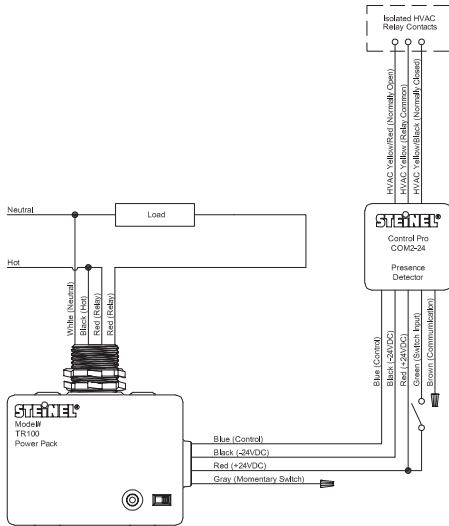 Isolated HVAC
Relay Contacts
HVAC Yellow/Red (Normally Open)
HVAC Yellow (Relay Common)
HVAC Yellow/Black (Normally Closed)
STEINEL®
Control Pro
COM2-24
Presence
Detector
Neutral
Load
Hot
White (Neutral)
Black (Hot)
Red (Relay)
Red (Relay)
Blue (Control)
Black (-24VDC)
Red (+24VDC)
Green (Switch Input)
Brown (Communication)
STEINEL®
Model#
TR100
Power Pack
Blue (Control)
Black (-24VDC)
Red (+24VDC)
Gray (Momentary Switch)